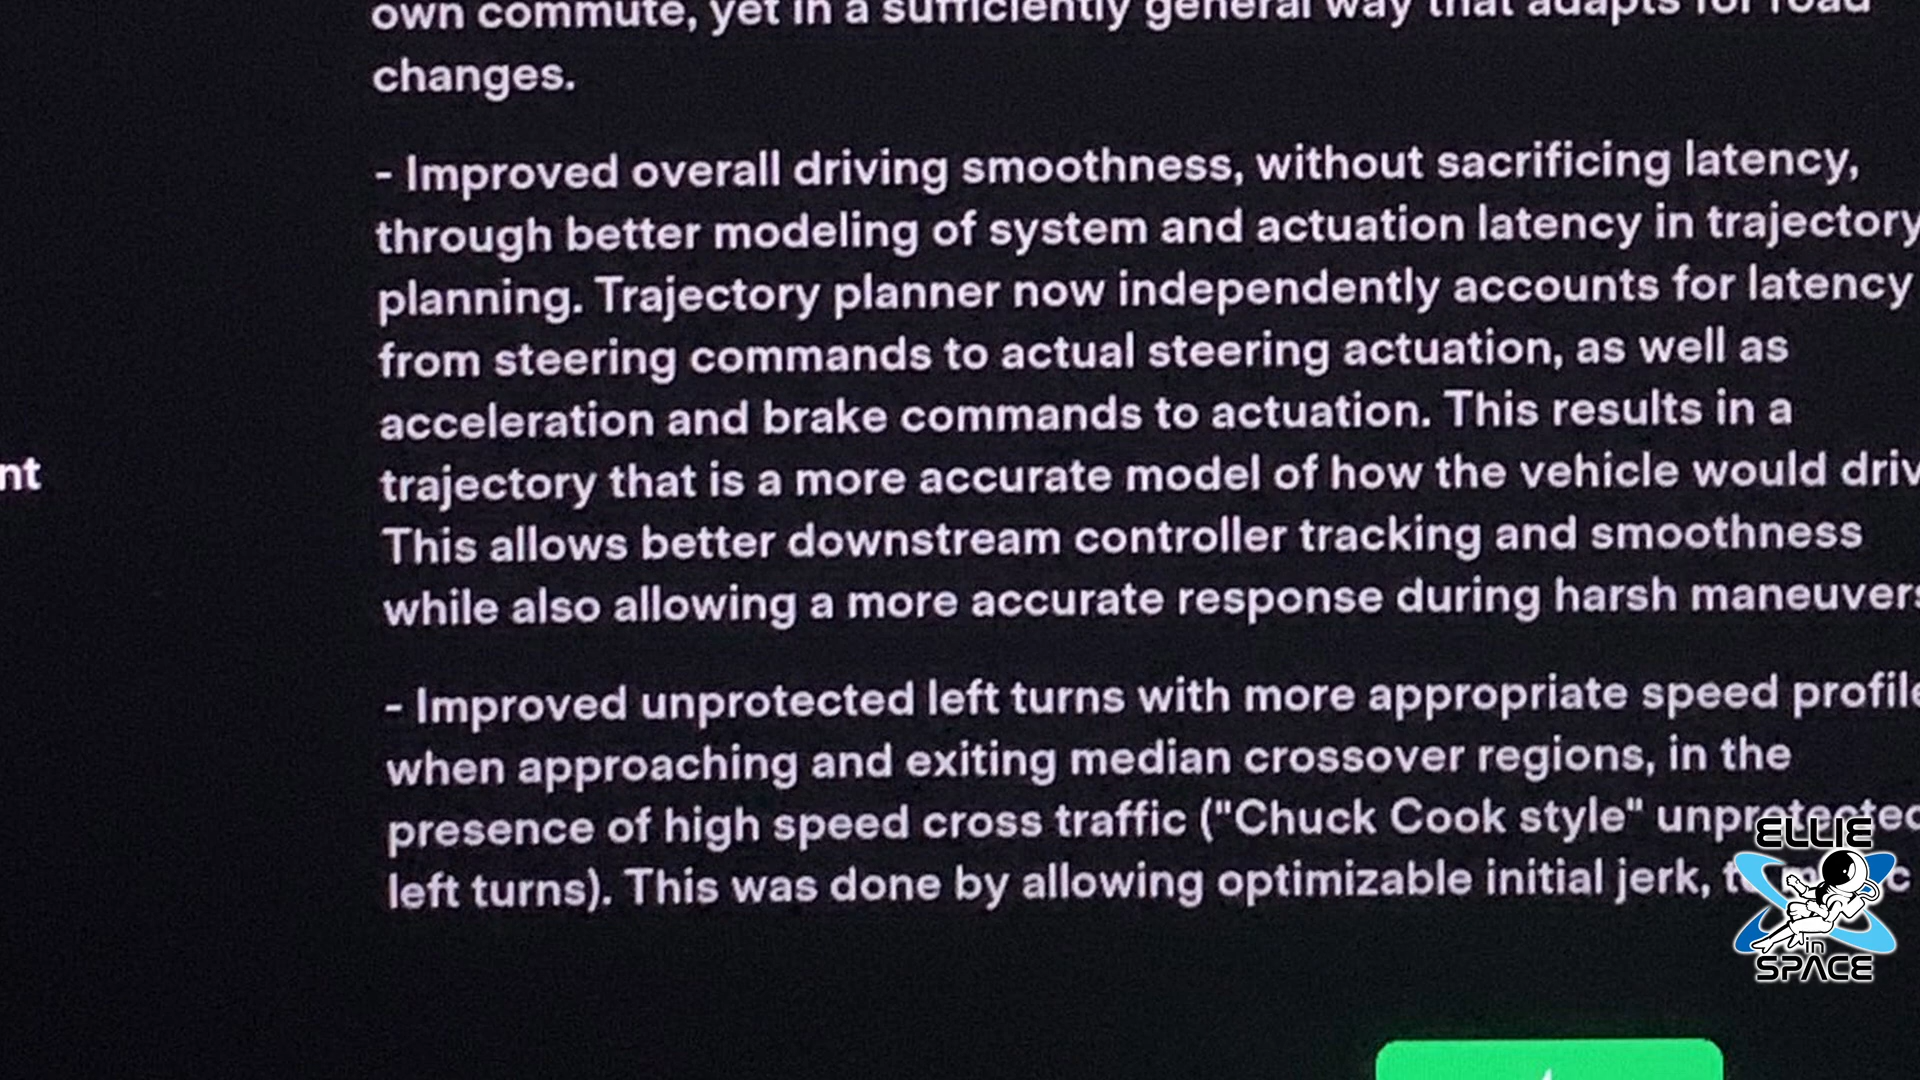 own commute, yet in a sufficiently general way that adapts for road
changes.
- Improved overall driving smoothness, without sacrificing latency,
through better modeling of system and actuation latency in trajectory
planning. Trajectory planner now independently accounts for latency
from steering commands to actual steering actuation, as well as
acceleration and brake commands to actuation. This results in a
nt
trajectory that is a more accurate model of how the vehicle would driv
This allows better downstream controller tracking and smoothness
while also allowing a more accurate response during harsh maneuvers
- Improved unprotected left turns with more appropriate speed profile
when approaching and exiting median crossover regions, in the
presence of high speed cross traffic ("Chuck Cook style" unprotected
left turns). This was done by allowing optimizable initial jerk,
ELLIE
in
SPACE